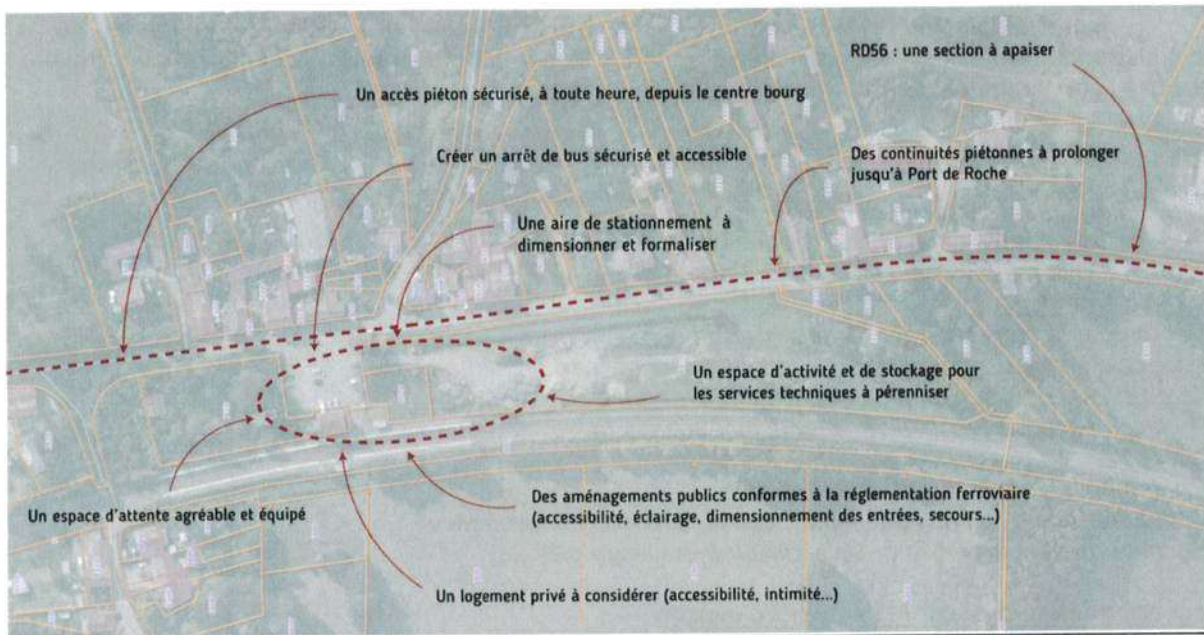 RD56 : une section à apaiser
Un accès piéton sécurisé, à toute heure, depuis le centre bourg
Créer un arrêt de bus sécurisé et accessible
Des continuités piétonnes à prolonger
jusqu'à Port de Roche
Une aire de stationnement à
dimensionner et formaliser
Un espace d'activité et de stockage pour
les services techniques à pérenniser
Un espace d'attente agréable et équipé
Des aménagements publics conformes à la réglementation ferroviaire
(accessibilité, éclairage, dimensionnement des entrées, secours...)
Un logement privé à considérer (accessibilité, intimité...)